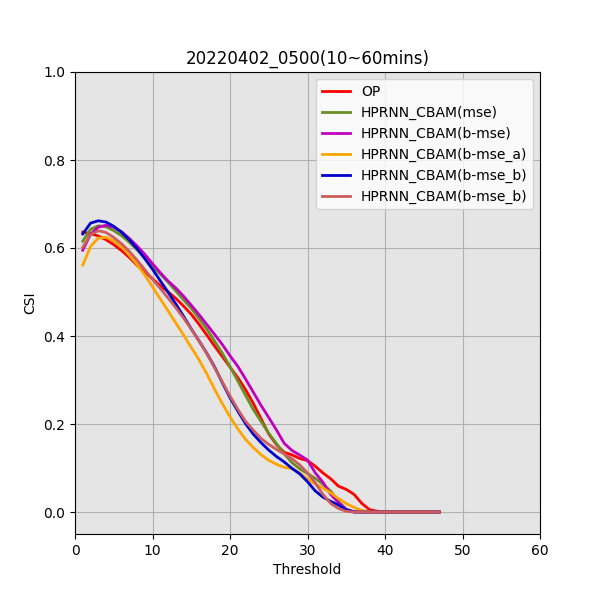 20220402_0500(10~60mins)
OP
HPRNN_CBAM(mse)
HPRNN_CBAM(b-mse)
HPRNN_CBAM(b-mse_a)
HPRNN_CBAM(b-mse_b)
HPRNN_CBAM(b-mse_b)
1.0
0.8
0.6
0.4
0.2
0.0
CSI
0 10 20 30 40 50 60
Threshold